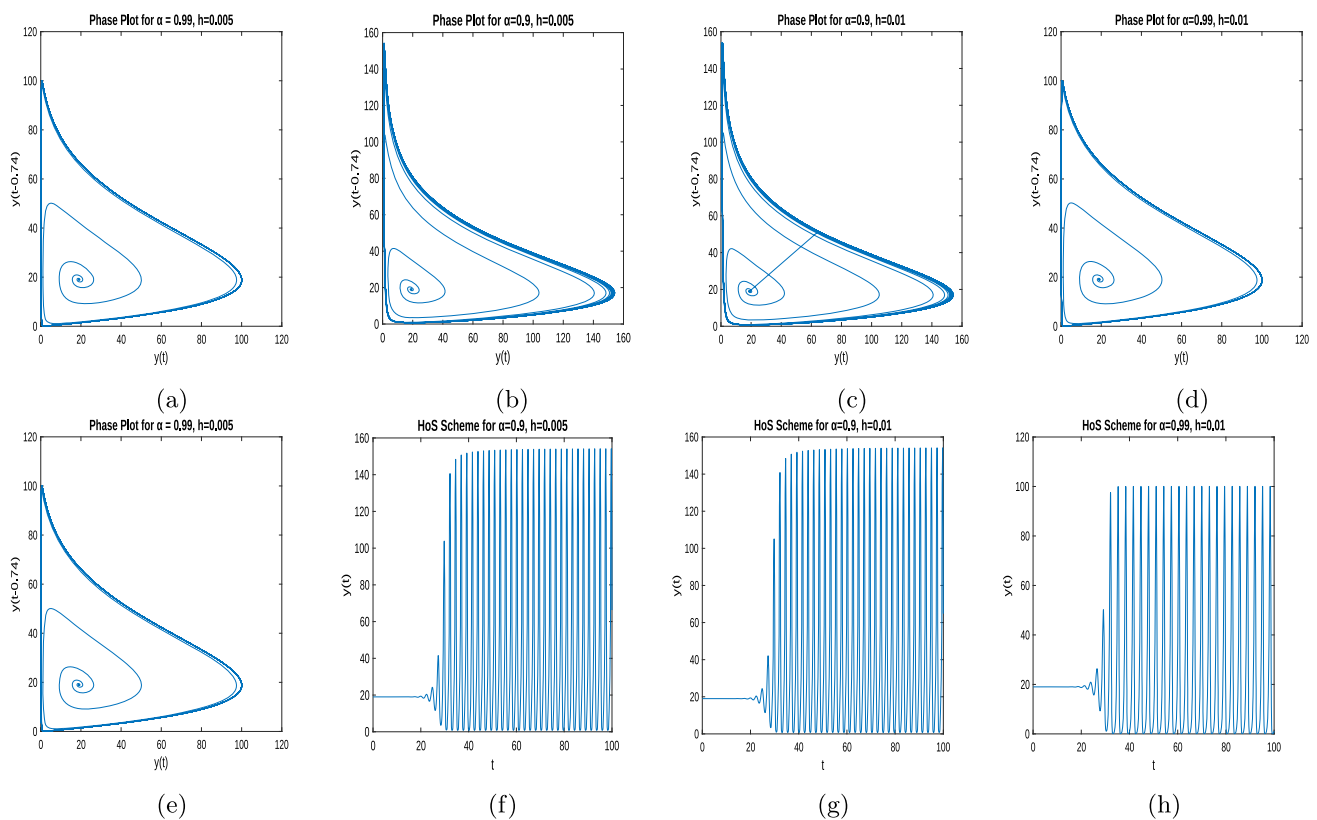 Phase Plot for α = 0.99, h=0.005
120
100
80
60
40
20
0
y(t-0.74)
0 20 40 60 80 100 120
y(t)
(a)
Phase Plot for α=0.9, h=0.005
160
140
120
100
80
60
40
20
0
y(t-0.74)
0 20 40 60 80 100 120 140 160
y(t)
(b)
Phase Plot for α=0.9, h=0.01
160
140
120
100
80
60
40
20
0
y(t-0.74)
0 20 40 60 80 100 120 140 160
y(t)
(c)
Phase Plot for α=0.99, h=0.01
120
100
80
60
40
20
0
y(t-0.74)
0 20 40 60 80 100 120
y(t)
(d)
Phase Plot for α = 0.99, h=0.005
120
100
80
60
40
20
0
y(t-0.74)
0 20 40 60 80 100 120
y(t)
(e)
HoS Scheme for α=0.9, h=0.005
160
140
120
100
80
60
40
20
0
y(t)
0 20 40 60 80 100
t
(f)
HoS Scheme for α=0.9, h=0.01
160
140
120
100
80
60
40
20
0
y(t)
0 20 40 60 80 100
t
(g)
HoS Scheme for α=0.99, h=0.01
120
100
80
60
40
20
0
y(t)
0 20 40 60 80 100
t
(h)